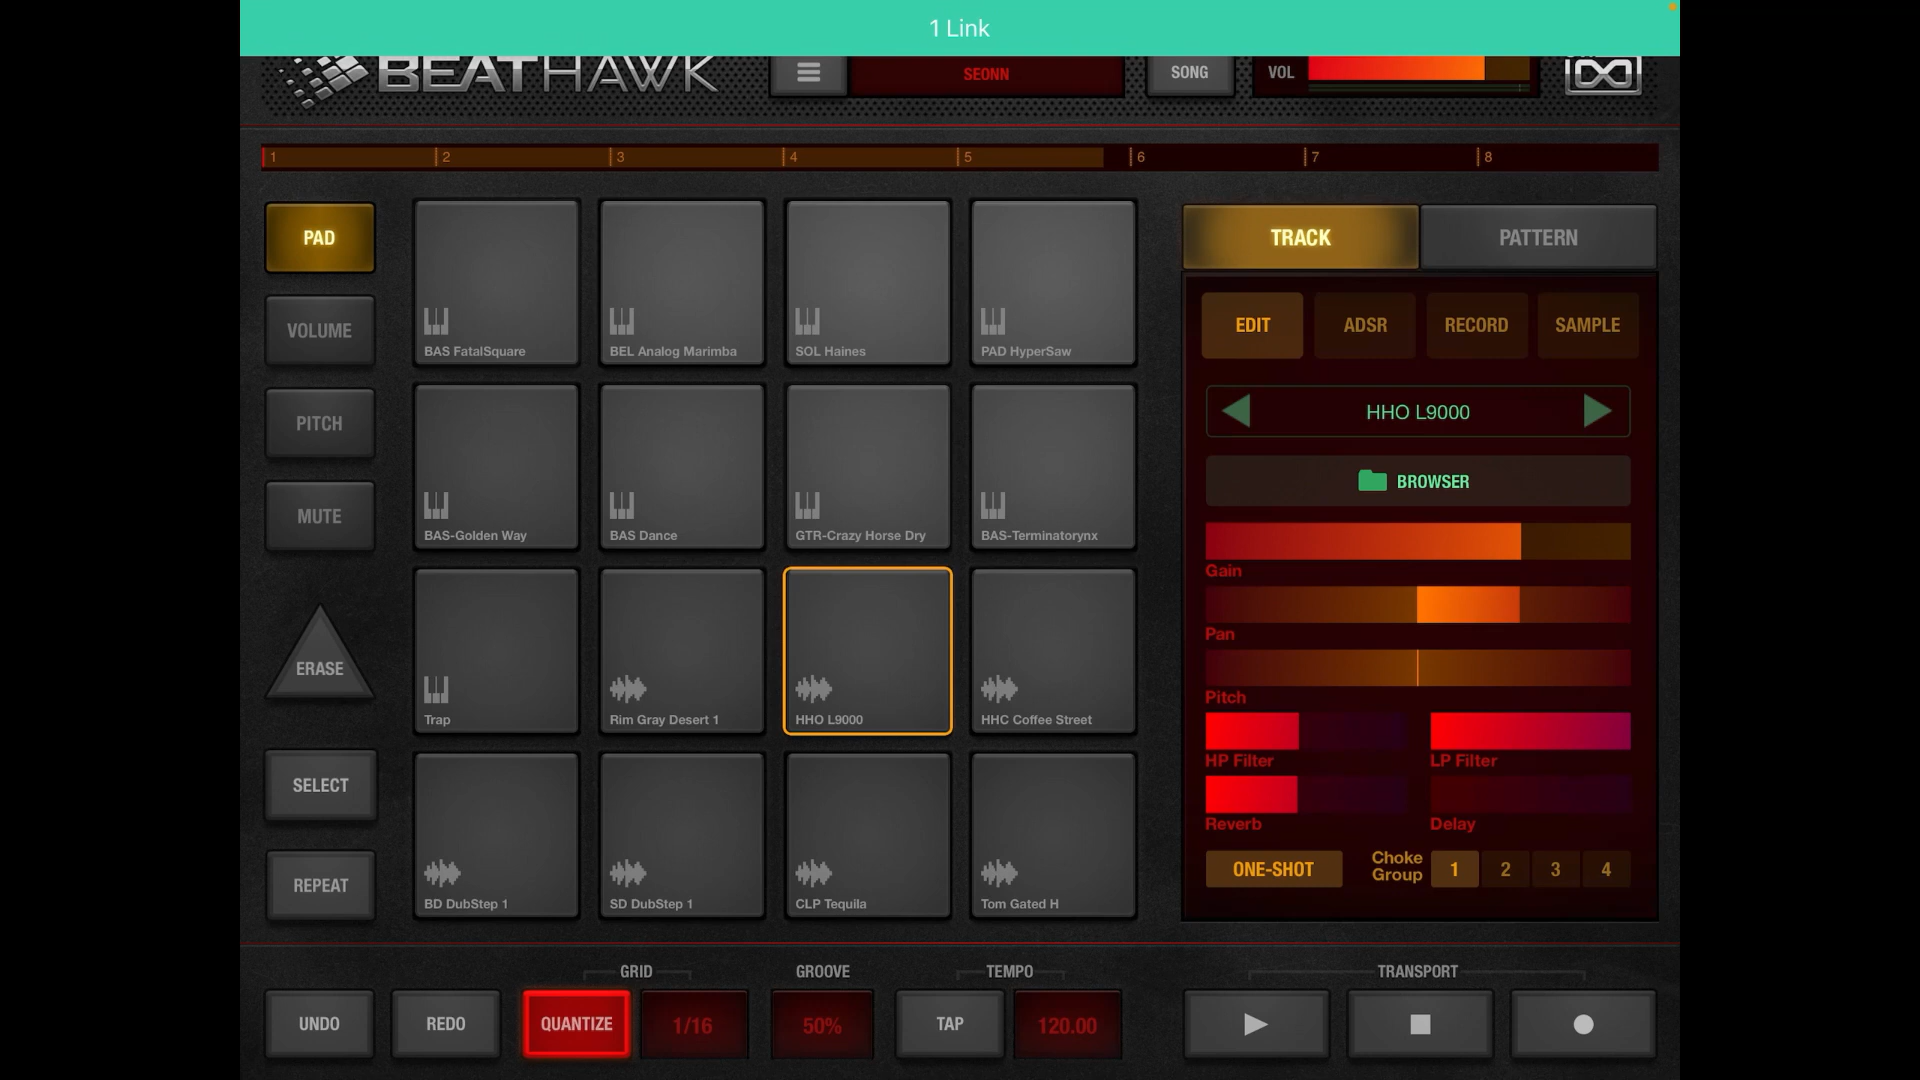 1 Link
BEATHAWK
SEONN
SONG
VOL
1 2 3 4 5 6 7 8
PAD
VOLUME
PITCH
MUTE
ERASE
SELECT
REPEAT
BAS FatalSquare
BEL Analog Marimba
SOL Haines
PAD HyperSaw
BAS-Golden Way
BAS Dance
GTR-Crazy Horse Dry
BAS-Terminatorynx
Trap
Rim Gray Desert 1
HHO L9000
HHC Coffee Street
BD DubStep 1
SD DubStep 1
CLP Tequila
Tom Gated H
TRACK
PATTERN
EDIT
ADSR
RECORD
SAMPLE
HHO L9000
BROWSER
Gain
Pan
Pitch
HP Filter
LP Filter
Reverb
Delay
ONE-SHOT
Choke
Group
1 2 3 4
GRID
GROOVE
TEMPO
TRANSPORT
UNDO
REDO
QUANTIZE
1/16
50%
TAP
120.00